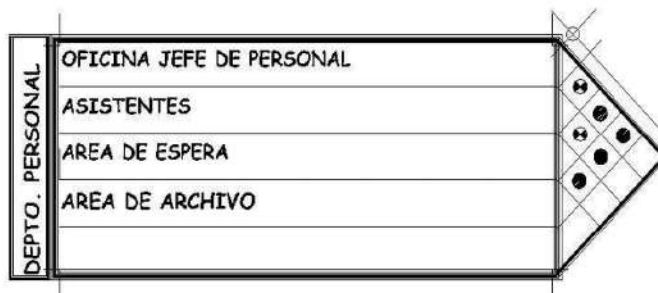 DEPTO. PERSONAL
OFICINA JEFE DE PERSONAL
ASISTENTES
AREA DE ESPERA
AREA DE ARCHIVO